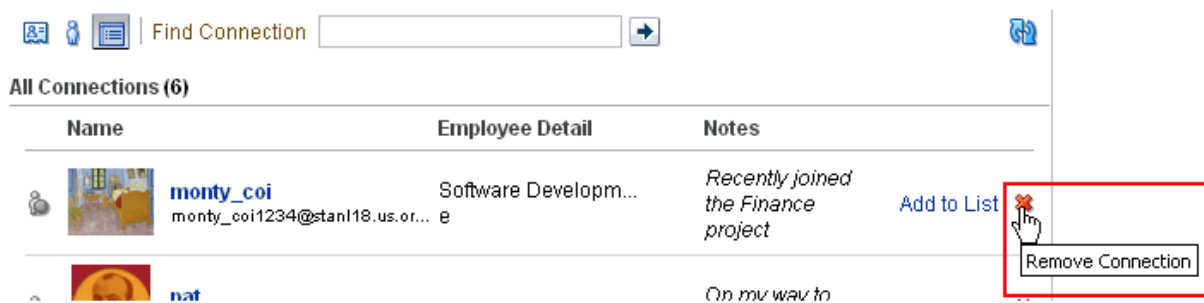 Find Connection
All Connections (6)
Name Employee Detail Notes
monty_coi
monty_coi1234@stanl18.us.or...
Software Developm...
e
Recently joined
the Finance
project
Add to List
Remove Connection
pat
On my way to